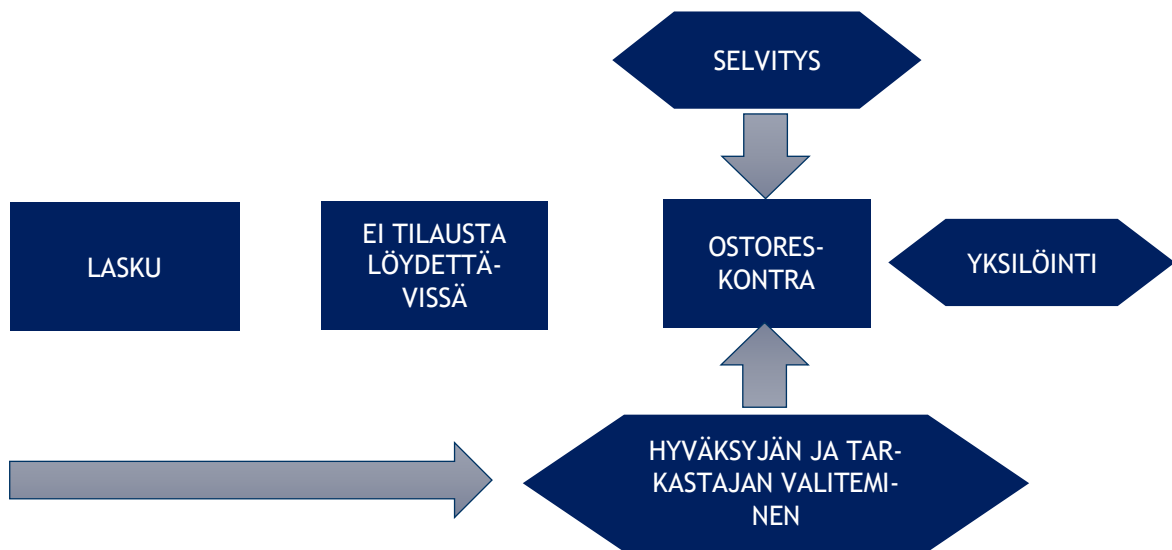 SELVITYS
LASKU
EI TILAUSTA
LÖYDETTÄ-
VISSÄ
OSTORES-
KONTRA
YKSILÖINTI
HYVÄKSYJÄN JA TAR-
KASTAJAN VALITEMI-
NEN